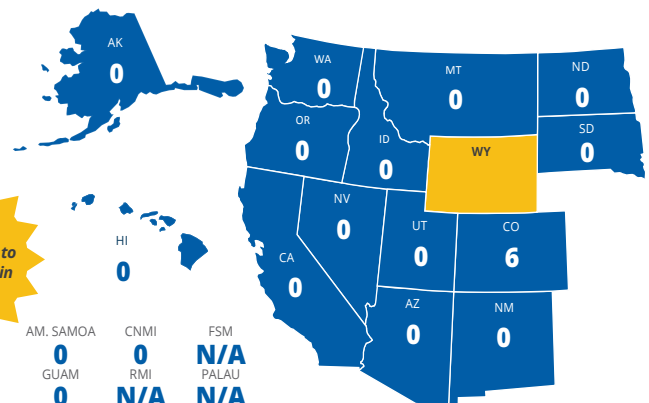 AK
0
WA
0
MT
0
ND
0
OR
0
ID
0
SD
0
WY
NV
0
UT
0
CO
6
to
in
HI
0
CA
0
AZ
0
NM
0
AM. SAMOA CNMI FSM
0 0 N/A
GUAM RMI PALAU
0 N/A N/A